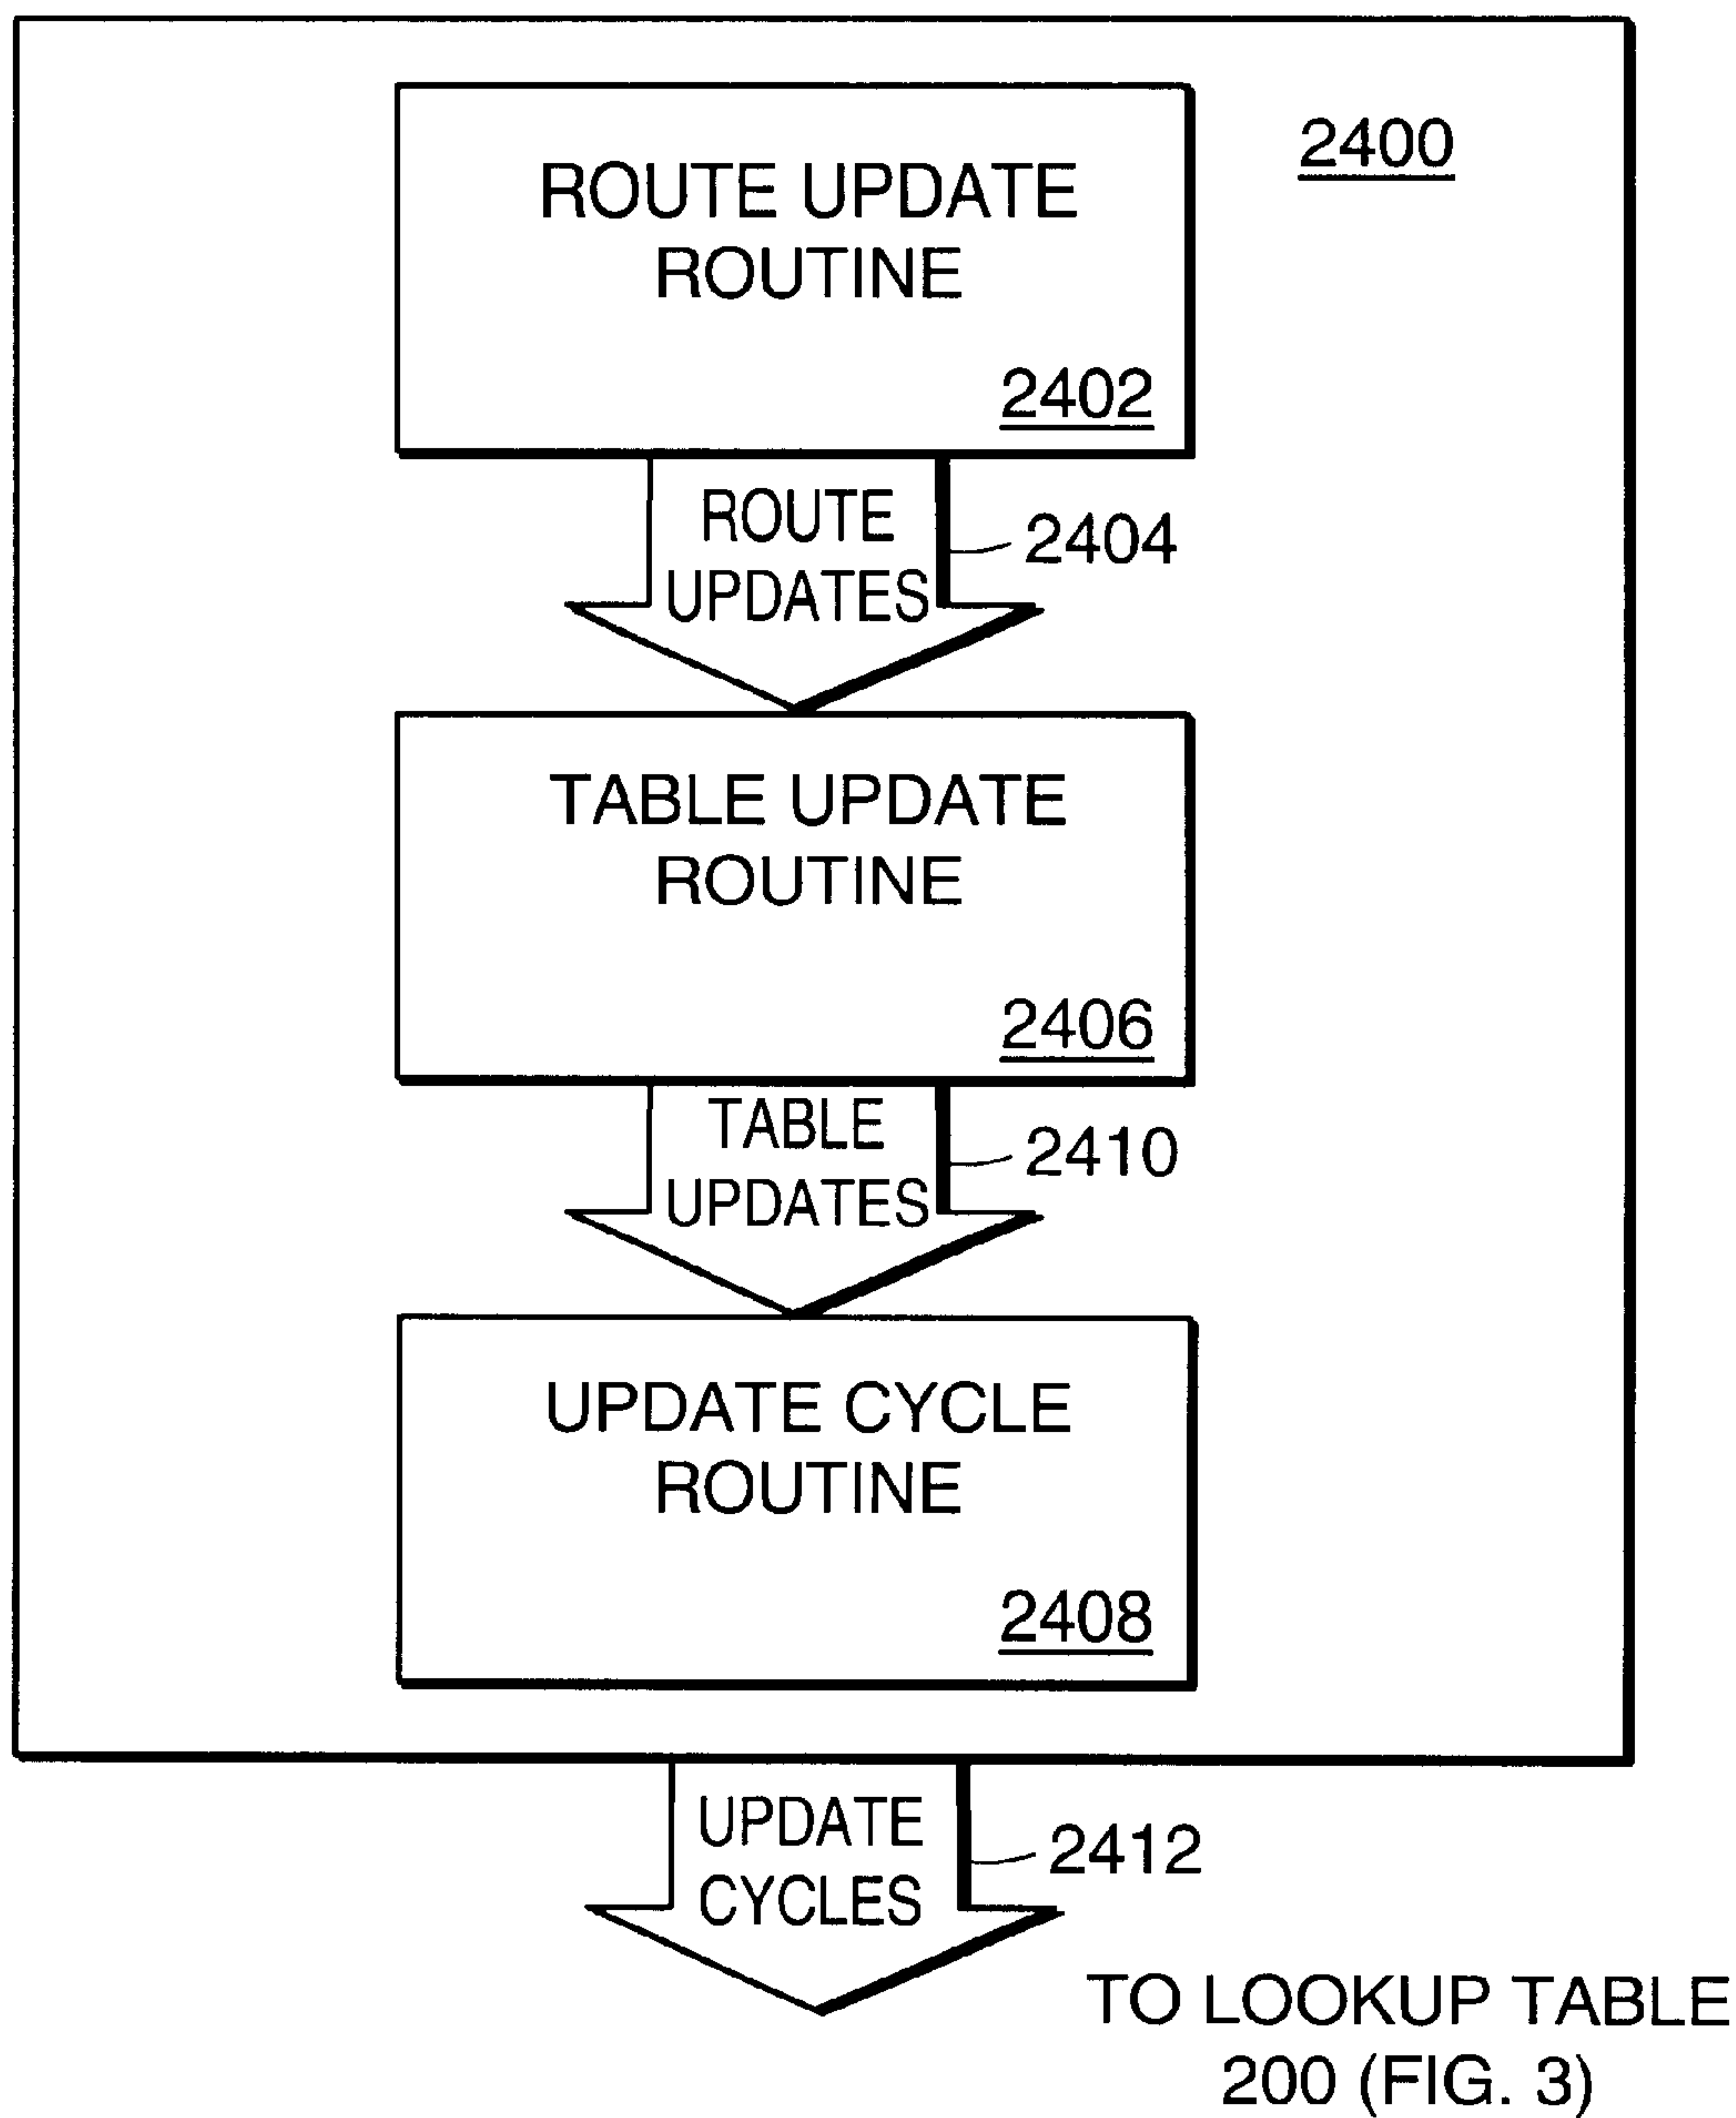 2400
ROUTE UPDATE
ROUTINE
2402
ROUTE
UPDATES
2404
TABLE UPDATE
ROUTINE
2406
TABLE
UPDATES
2410
UPDATE CYCLE
ROUTINE
2408
UPDATE
CYCLES
2412
TO LOOKUP TABLE
200 (FIG. 3)